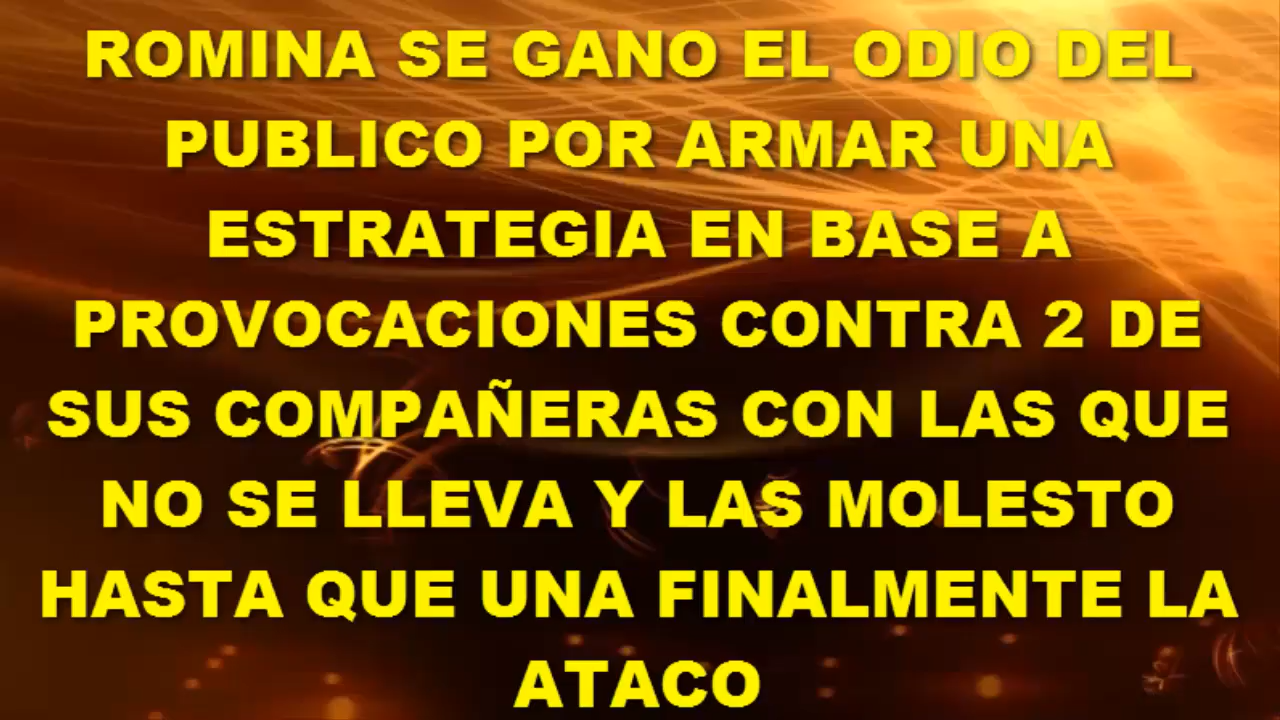 ROMINA SE GANO EL ODIO DEL
PUBLICO POR ARMAR UNA
ESTRATEGIA EN BASE A
PROVOCACIONES CONTRA 2 DE
SUS COMPAÑERAS CON LAS QUE
NO SE LLEVA Y LAS MOLESTO
HASTA QUE UNA FINALMENTE LA
ATACO